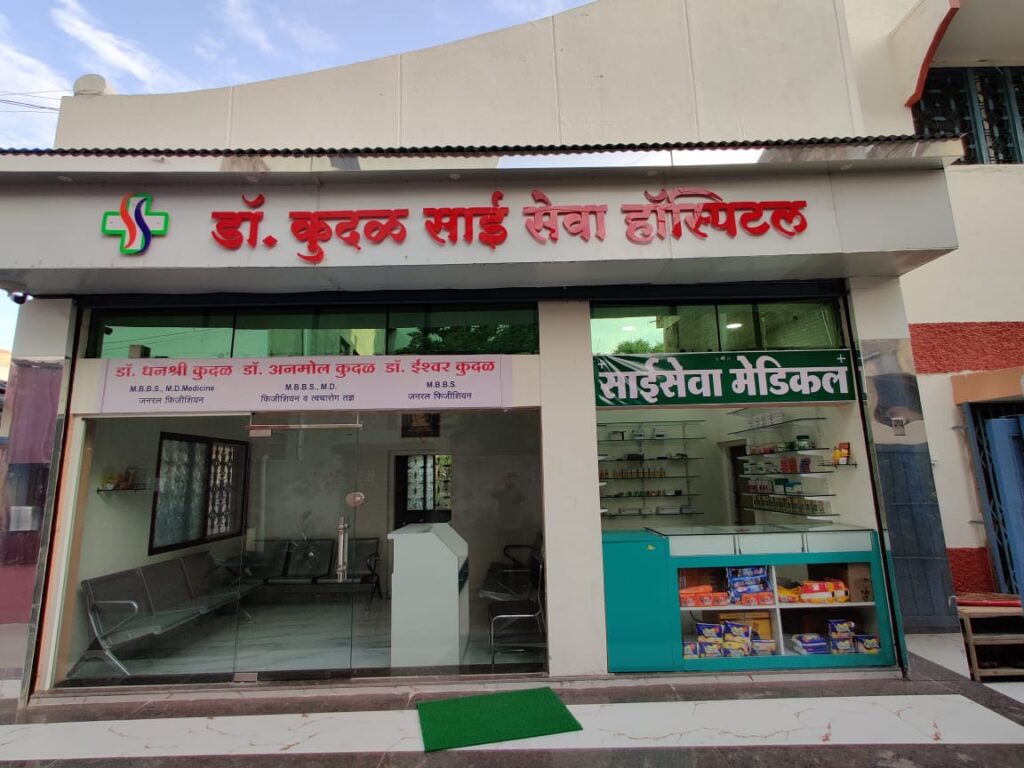 डॉ. कुदळ साई सेवा हॉस्पिटल
डॉ. धनश्री कुदळ
M.B.B.S., M.D.Medicine
जनरल फिजीशियन
डॉ. अनमोल कुदळ
M.B.B.S., M.D.
फिजीशियन व त्वचारोग तज्ञ
डॉ. ईश्वर कुदळ
M.B.B.S.
जनरल फिजीशियन
साईसेवा मेडिकल